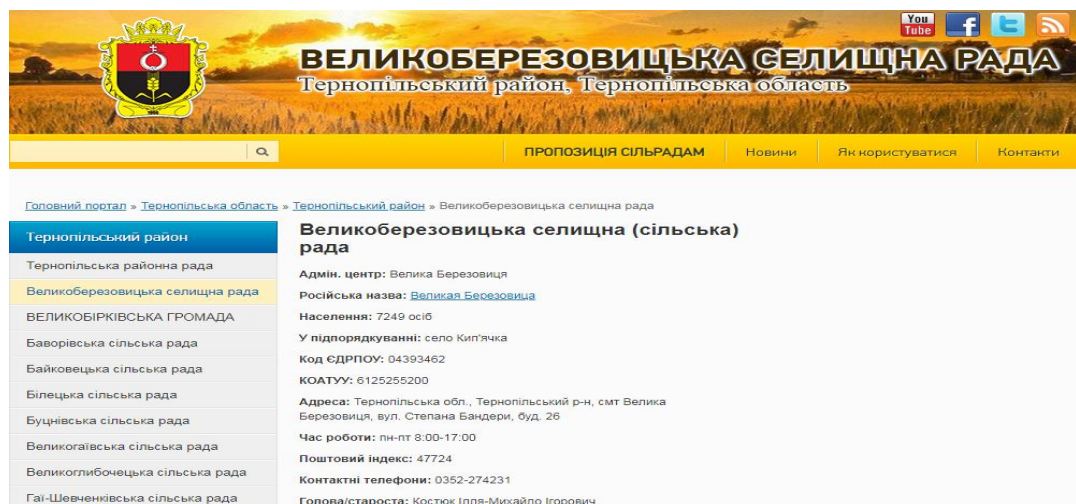 You
Tube
ВЕЛИКОБЕРЕЗОВИЦЬКА СЕЛИЩНА РАДА
Тернопільський район, Тернопільська область
ПРОПОЗИЦІЯ СІЛЬРАДАМ Новини Як користуватися Контакти
Головний портал » Тернопільська область » Тернопільський район » Великоберезовицька селищна рада
Тернопільський район
Тернопільська районна рада
Великоберезовицька селищна рада
ВЕЛИКОБІРКІВСЬКА ГРОМАДА
Баворівська сільська рада
Байковецька сільська рада
Білецька сільська рада
Буцнівська сільська рада
Великогаївська сільська рада
Великоглибочецька сільська рада
Гаї-Шевченківська сільська рада
Великоберезовицька селищна (сільська)
рада
Адмін. центр: Велика Березовиця
Російська назва: Великая Березовица
Населення: 7249 осіб
У підпорядкуванні: село Кип'ячка
Код ЄДРПОУ: 04393462
КОАТУУ: 6125255200
Адреса: Тернопільська обл., Тернопільський р-н, смт Велика
Березовиця, вул. Степана Бандери, буд. 26
Час роботи: пн-пт 8:00-17:00
Поштовий індекс: 47724
Контактні телефони: 0352-274231
Голова/староста: Костюк Ілля-Михайло Ігорович